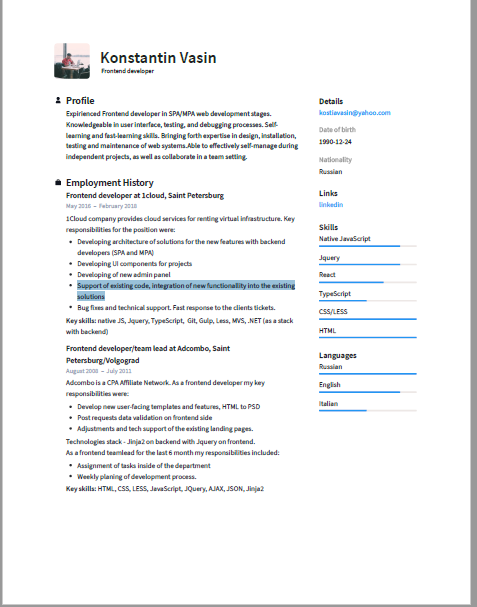 Konstantin Vasin
Frontend developer
Profile
Expirienced Frontend developer in SPA/MPA web development stages.
Knowledgeable in user interface, testing, and debugging processes. Self-
learning and fast-learning skills. Bringing forth expertise in design, installation,
testing and maintenance of web systems.Able to effectively self-manage during
independent projects, as well as collaborate in a team setting.
Employment History
Frontend developer at 1cloud, Saint Petersburg
May 2016 – February 2018
1Cloud company provides cloud services for renting virtual infrastructure. Key
responsibilities for the position were:
• Developing architecture of solutions for the new features with backend
developers (SPA and MPA)
• Developing UI components for projects
• Developing of new admin panel
• Support of existing code, integration of new functionality into the existing
solutions
• Bug fixes and technical support. Fast response to the clients tickets.
Key skills: native JS, Jquery, TypeScript, Git, Gulp, Less, MVS, .NET (as a stack
with backend)
Frontend developer/team lead at Adcombo, Saint
Petersburg/Volgograd
August 2008 – July 2011
Adcombo is a CPA Affiliate Network. As a frontend developer my key
responsibilities were:
• Develop new user-facing templates and features, HTML to PSD
• Post requests data validation on frontend side
• Adjustments and tech support of the existing landing pages.
Technologies stack - Jinja2 on backend with Jquery on frontend.
As a frontend teamlead for the last 6 month my responsibilities included:
• Assignment of tasks inside of the department
• Weekly planing of development process.
Key skills: HTML, CSS, LESS, JavaScript, JQuery, AJAX, JSON, Jinja2
Details
kostiavasin@yahoo.com
Date of birth
1990-12-24
Nationality
Russian
Links
linkedin
Skills
Native JavaScript
Jquery
React
TypeScript
CSS/LESS
HTML
Languages
Russian
English
Italian